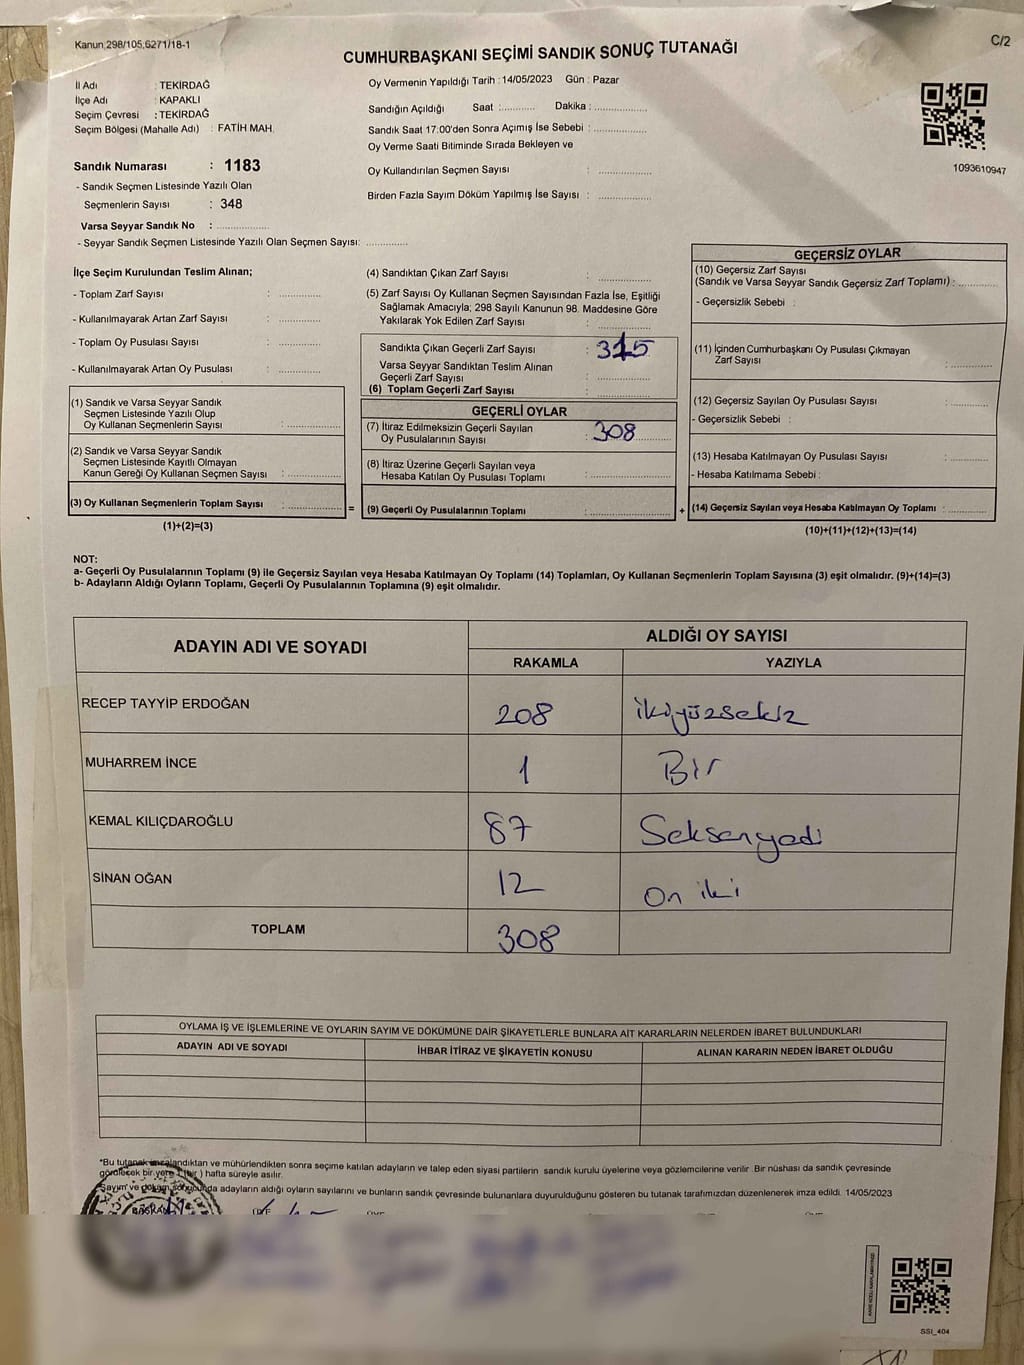 Kanun;298/105,6271/18-1
C/2
CUMHURBAŞKANI SEÇİMİ SANDIK SONUÇ TUTANAĞI
İl Adı : TEKİRDAĞ
İlçe Adı : KAPAKLI
Seçim Çevresi : TEKİRDAĞ
Seçim Bölgesi (Mahalle Adı) : FATİH MAH.
Sandık Numarası : 1183
- Sandık Seçmen Listesinde Yazılı Olan
Seçmenlerin Sayısı : 348
Varsa Seyyar Sandık No : ..................
- Seyyar Sandık Seçmen Listesinde Yazılı Olan Seçmen Sayısı: ..............
Oy Vermenin Yapıldığı Tarih : 14/05/2023 Gün : Pazar
Sandığın Açıldığı Saat :............ Dakika : ..................
Sandık Saat 17:00'den Sonra Açımış İse Sebebi : ..................
Oy Verme Saati Bitiminde Sırada Bekleyen ve
Oy Kullandırılan Seçmen Sayısı : ..................
Birden Fazla Sayım Döküm Yapılmış İse Sayısı : ..................
1093610947
İlçe Seçim Kurulundan Teslim Alınan;
- Toplam Zarf Sayısı : ..............
- Kullanılmayarak Artan Zarf Sayısı : ..............
- Toplam Oy Pusulası Sayısı : ..............
- Kullanılmayarak Artan Oy Pusulası : ..............
(1) Sandık ve Varsa Seyyar Sandık
Seçmen Listesinde Yazılı Olup
Oy Kullanan Seçmenlerin Sayısı : ..................
(2) Sandık ve Varsa Seyyar Sandık
Seçmen Listesinde Kayıtlı Olmayan
Kanun Gereği Oy Kullanan Seçmen Sayısı : ..................
(3) Oy Kullanan Seçmenlerin Toplam Sayısı : ..................
(1)+(2)=(3)
=
(4) Sandıktan Çıkan Zarf Sayısı : ..................
(5) Zarf Sayısı Oy Kullanan Seçmen Sayısından Fazla İse, Eşitliği
Sağlamak Amacıyla; 298 Sayılı Kanunun 98. Maddesine Göre
Yakılarak Yok Edilen Zarf Sayısı : ..................
Sandıkta Çıkan Geçerli Zarf Sayısı : 315
Varsa Seyyar Sandıktan Teslim Alınan
Geçerli Zarf Sayısı : ..................
(6) Toplam Geçerli Zarf Sayısı : ..................
GEÇERLİ OYLAR
(7) İtiraz Edilmeksizin Geçerli Sayılan
Oy Pusulalarının Sayısı : 308
(8) İtiraz Üzerine Geçerli Sayılan veya
Hesaba Katılan Oy Pusulası Toplamı : ..................
(9) Geçerli Oy Pusulalarının Toplamı : ..................
+
GEÇERSİZ OYLAR
(10) Geçersiz Zarf Sayısı
(Sandık ve Varsa Seyyar Sandık Geçersiz Zarf Toplamı) : ..............
- Geçersizlik Sebebi :
(11) İçinden Cumhurbaşkanı Oy Pusulası Çıkmayan
Zarf Sayısı : ..............
(12) Geçersiz Sayılan Oy Pusulası Sayısı : ..............
- Geçersizlik Sebebi :
(13) Hesaba Katılmayan Oy Pusulası Sayısı : ..............
- Hesaba Katılmama Sebebi :
(14) Geçersiz Sayılan veya Hesaba Katılmayan Oy Toplamı : ..............
(10)+(11)+(12)+(13)=(14)
NOT:
a- Geçerli Oy Pusulalarının Toplamı (9) ile Geçersiz Sayılan veya Hesaba Katılmayan Oy Toplamı (14) Toplamları, Oy Kullanan Seçmenlerin Toplam Sayısına (3) eşit olmalıdır. (9)+(14)=(3)
b- Adayların Aldığı Oyların Toplamı, Geçerli Oy Pusulalarının Toplamına (9) eşit olmalıdır.
ADAYIN ADI VE SOYADI
ALDIĞI OY SAYISI
RAKAMLA YAZIYLA
RECEP TAYYİP ERDOĞAN 208 ikiyüzsekiz
MUHARREM İNCE 1 Bir
KEMAL KILIÇDAROĞLU 87 Seksenyedi
SİNAN OĞAN 12 On iki
TOPLAM 308
OYLAMA İŞ VE İŞLEMLERİNE VE OYLARIN SAYIM VE DÖKÜMÜNE DAİR ŞİKAYETLERLE BUNLARA AİT KARARLARIN NELERDEN İBARET BULUNDUKLARI
ADAYIN ADI VE SOYADI İHBAR İTİRAZ VE ŞİKAYETİN KONUSU ALINAN KARARIN NEDEN İBARET OLDUĞU
*Bu tutanak imzalandıktan ve mühürlendikten sonra seçime katılan adayların ve talep eden siyasi partilerin sandık kurulu üyelerine veya gözlemcilerine verilir. Bir nüshası da sandık çevresinde
görülecek bir yere 1 (bir) hafta süreyle asılır.
Sayım ve döküm sonucunda adayların aldığı oyların sayılarını ve bunların sandık çevresinde bulunanlara duyurulduğunu gösteren bu tutanak tarafımızdan düzenlenerek imza edildi. 14/05/2023
BAŞKAN
SSI_404